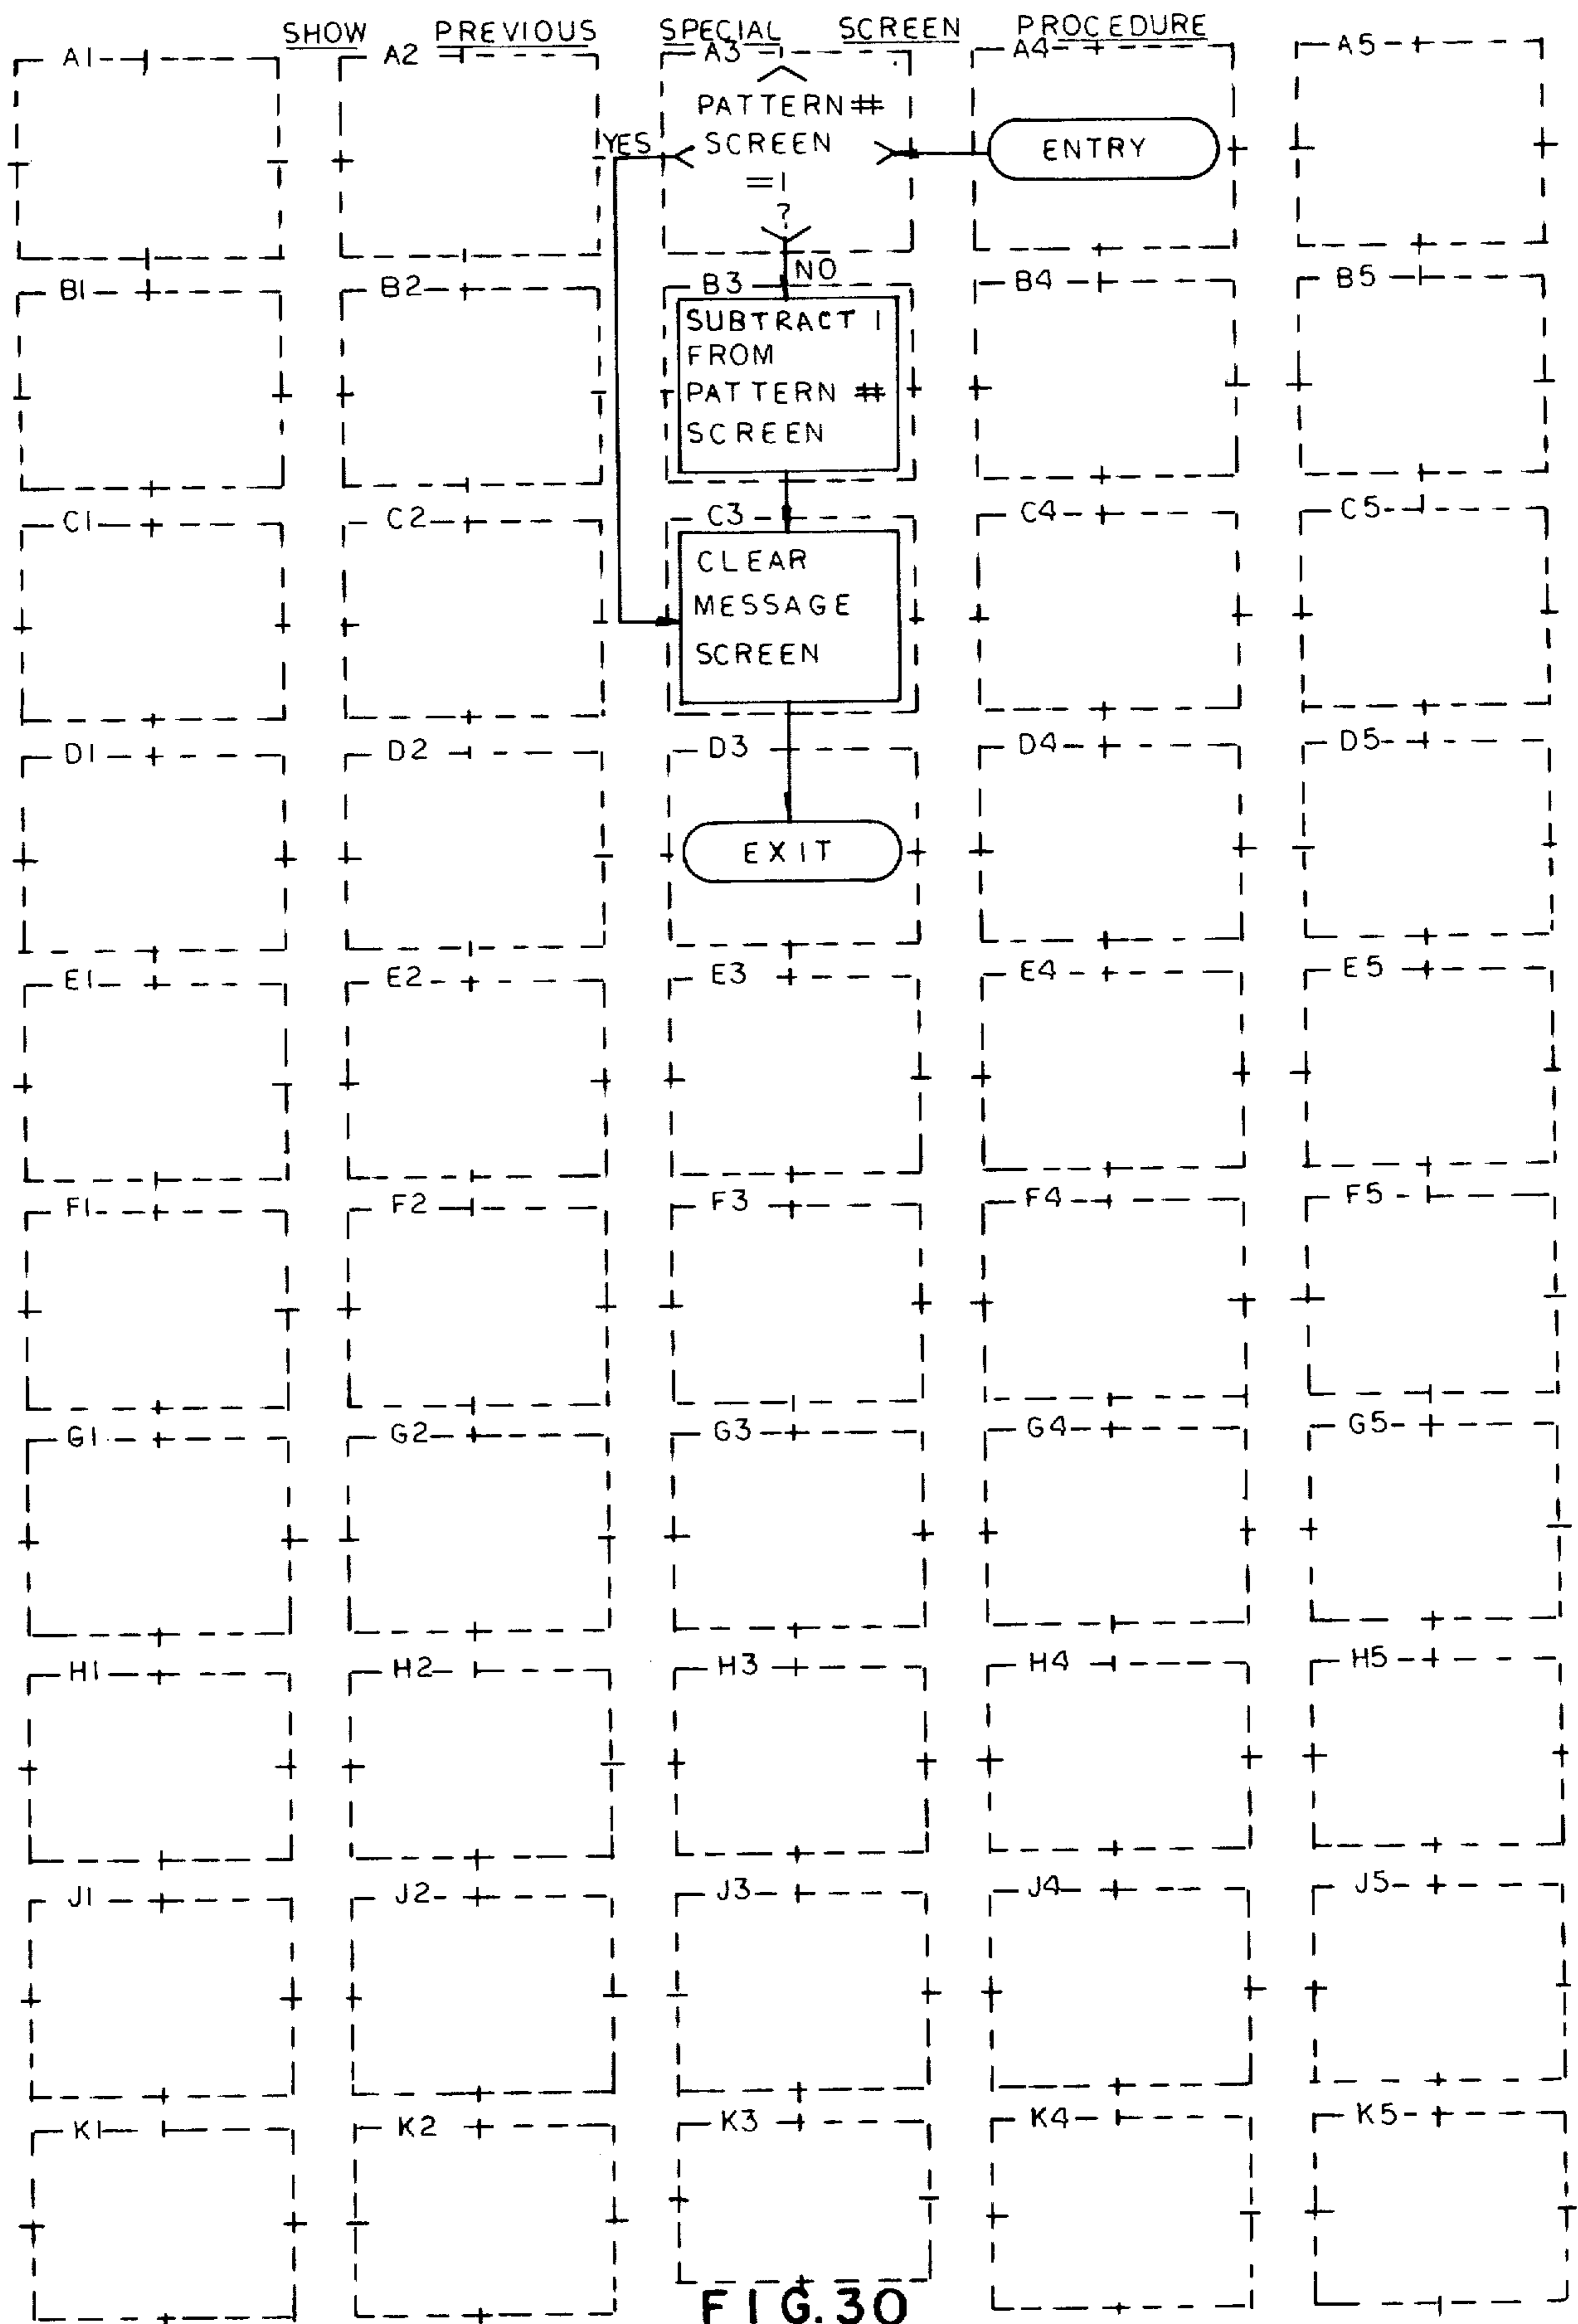 SHOW PREVIOUS SPECIAL SCREEN PROCEDURE
A1 A2 A3 A4 A5
PATTERN #
SCREEN
=1
?
YES
ENTRY
NO
B1 B2 B3 B4 B5
SUBTRACT 1
FROM
PATTERN #
SCREEN
C1 C2 C3 C4 C5
CLEAR
MESSAGE
SCREEN
D1 D2 D3 D4 D5
EXIT
E1 E2 E3 E4 E5
F1 F2 F3 F4 F5
G1 G2 G3 G4 G5
H1 H2 H3 H4 H5
J1 J2 J3 J4 J5
K1 K2 K3 K4 K5
FIG.30